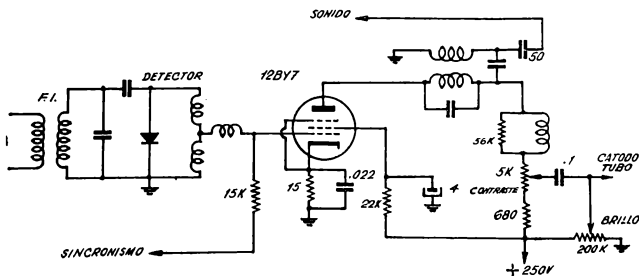 SONIDO
50
DETECTOR
12BY7
F.I.
56K
5K
.1
CATODO
TUBO
CONTRASTE
.022
15K
15
22K
4
680
BRILLO
200K
SINCRONISMO
+250V